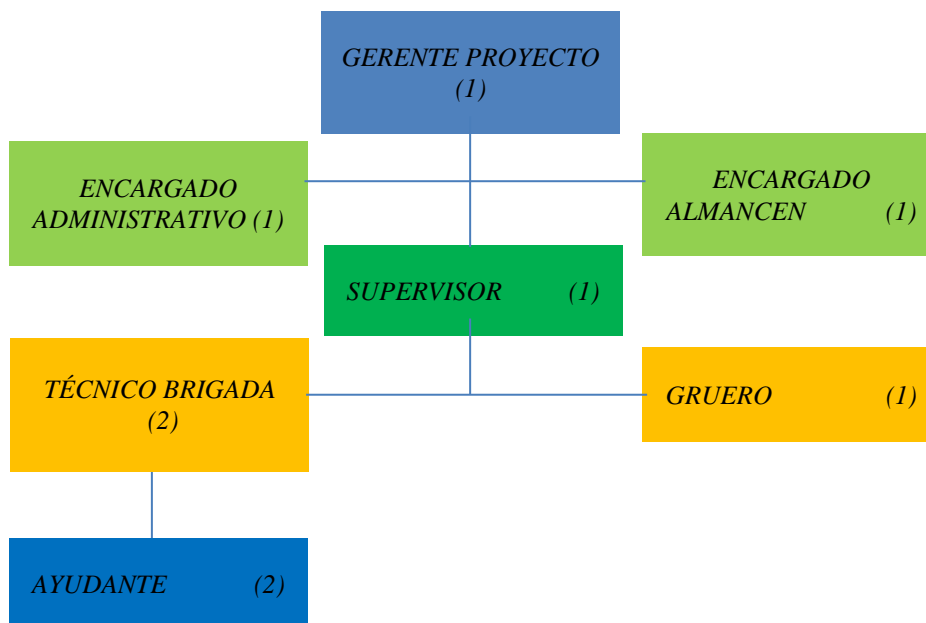 GERENTE PROYECTO
(1)
ENCARGADO
ADMINISTRATIVO (1)
ENCARGADO
ALMANCEN (1)
SUPERVISOR (1)
TÉCNICO BRIGADA
(2)
GRUERO (1)
AYUDANTE (2)